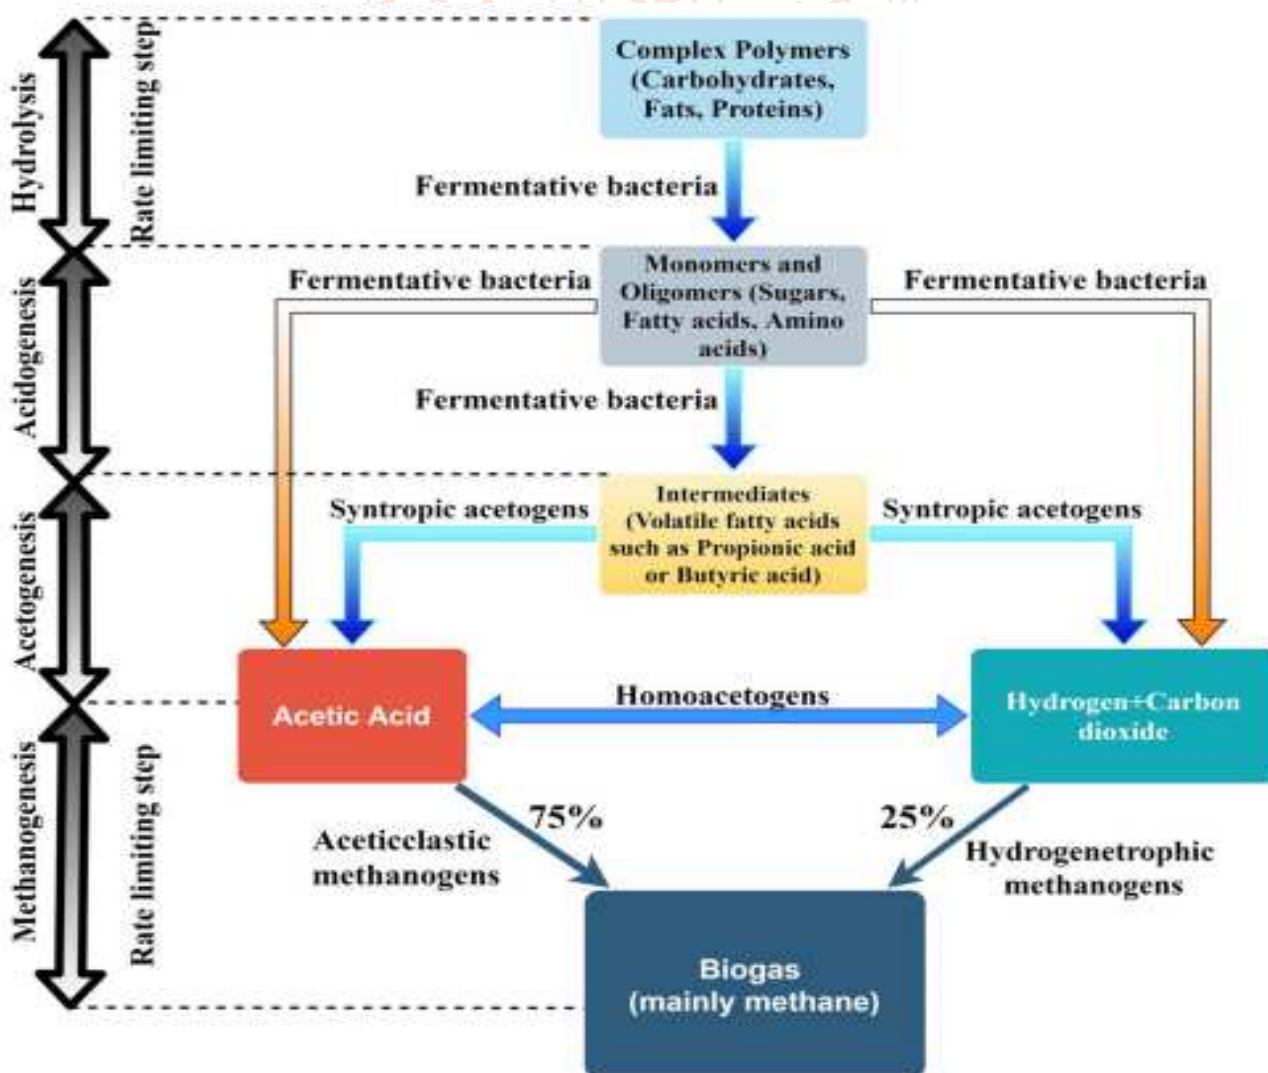 Complex Polymers
(Carbohydrates,
Fats, Proteins)
Hydrolysis
Rate limiting step
Fermentative bacteria
Fermentative bacteria
Monomers and
Oligomers (Sugars,
Fatty acids, Amino
acids)
Fermentative bacteria
Acidogenesis
Fermentative bacteria
Syntropic acetogens
Intermediates
(Volatile fatty acids
such as Propionic acid
or Butyric acid)
Syntropic acetogens
Acetogenesis
Acetic Acid
Homoacetogens
Hydrogen+Carbon
dioxide
Methanogenesis
Rate limiting step
75%
25%
Aceticclastic
methanogens
Hydrogenetrophic
methanogens
Biogas
(mainly methane)